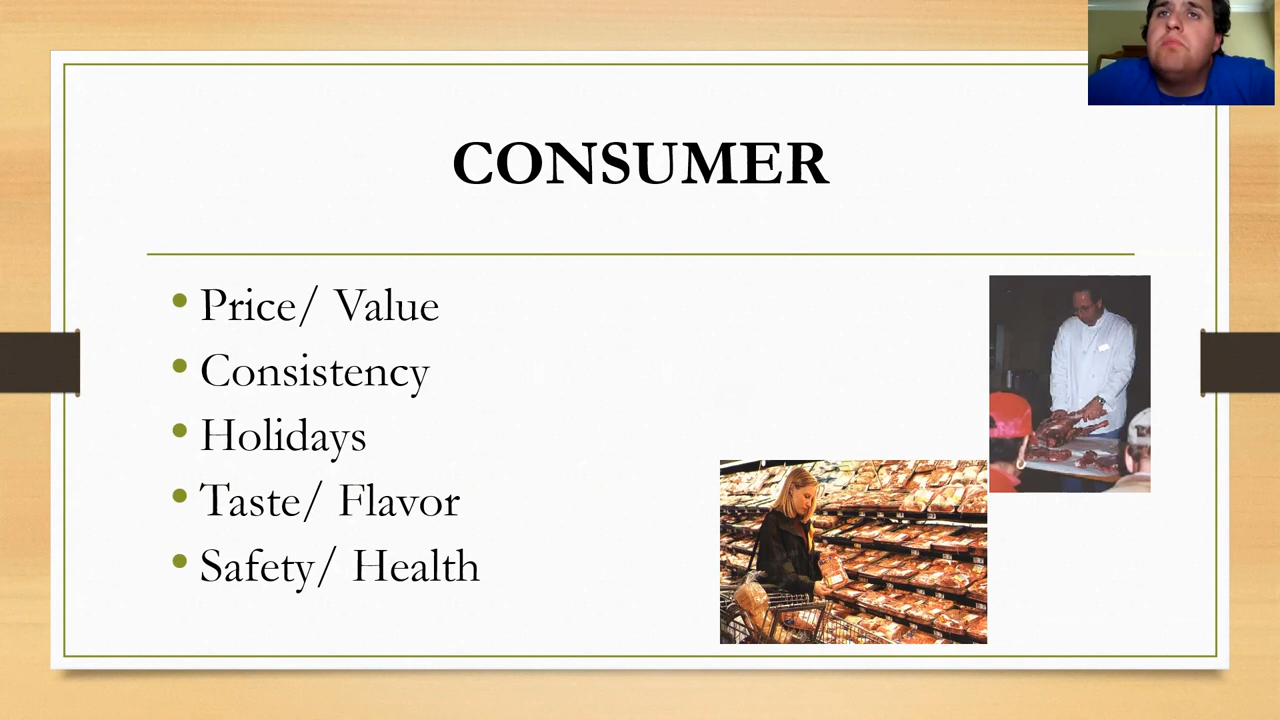 CONSUMER
• Price/ Value
• Consistency
• Holidays
• Taste/ Flavor
• Safety/ Health